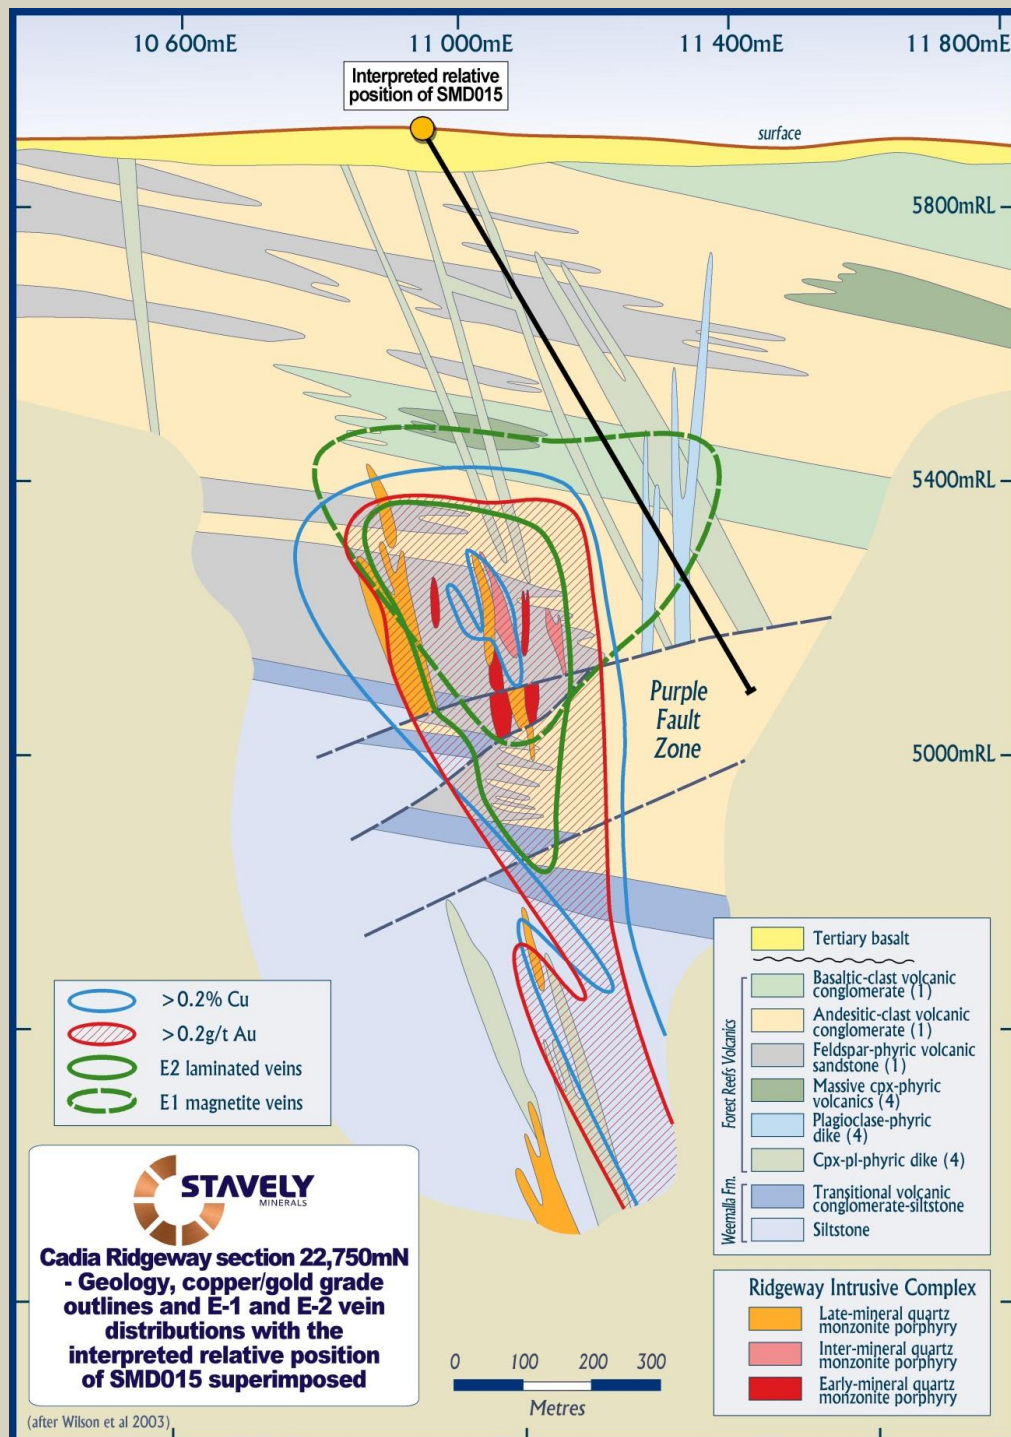 10 600mE
11 000mE
11 400mE
11 800mE
Interpreted relative
position of SMD015
surface
5800mRL
5400mRL
Purple
Fault
Zone
5000mRL
>0.2% Cu
>0.2g/t Au
E2 laminated veins
E1 magnetite veins
Tertiary basalt
Forest Reefs Volcanics
Basaltic-clast volcanic
conglomerate (1)
Andesitic-clast volcanic
conglomerate (1)
Feldspar-phyric volcanic
sandstone (1)
Massive cpx-phyric
volcanics (4)
Plagioclase-phyric
dike (4)
Cpx-pl-phyric dike (4)
Weemalla Fm.
Transitional volcanic
conglomerate-siltstone
Siltstone
STAVELY
MINERALS
Cadia Ridgeway section 22,750mN
- Geology, copper/gold grade
outlines and E-1 and E-2 vein
distributions with the
interpreted relative position
of SMD015 superimposed
(after Wilson et al 2003)
0 100 200 300
Metres
Ridgeway Intrusive Complex
Late-mineral quartz
monzonite porphyry
Inter-mineral quartz
monzonite porphyry
Early-mineral quartz
monzonite porphyry